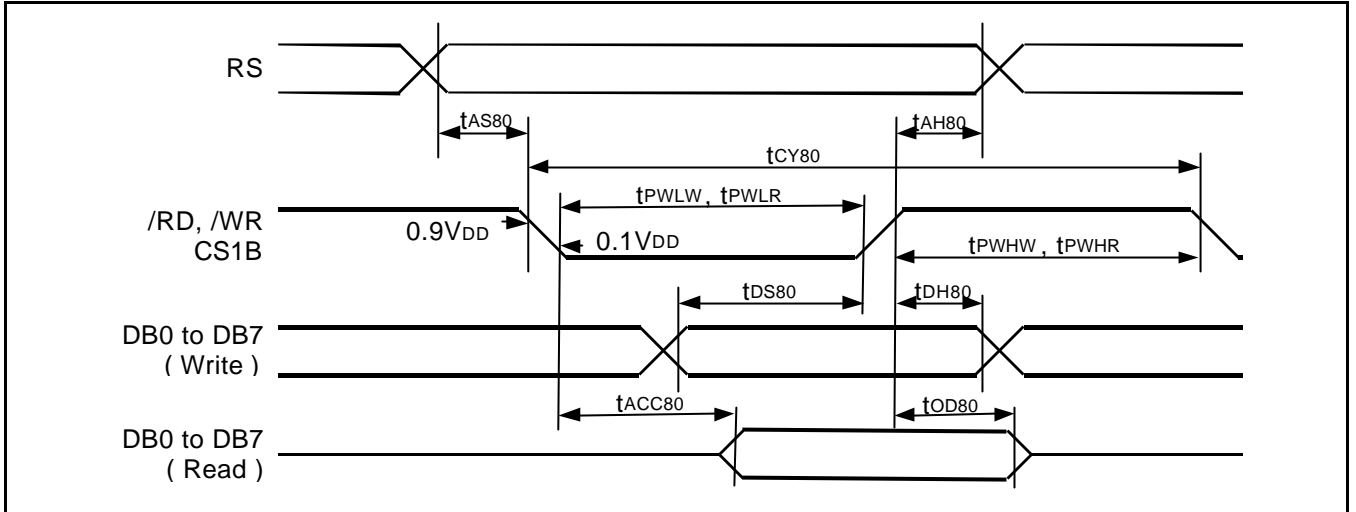 RS
tAS80
tAH80
tCY80
tPWLW, tPWLR
/RD, /WR
CS1B
0.9VDD
0.1VDD
tPWHW, tPWHR
tDS80
tDH80
DB0 to DB7
( Write )
tACC80
tOD80
DB0 to DB7
( Read )